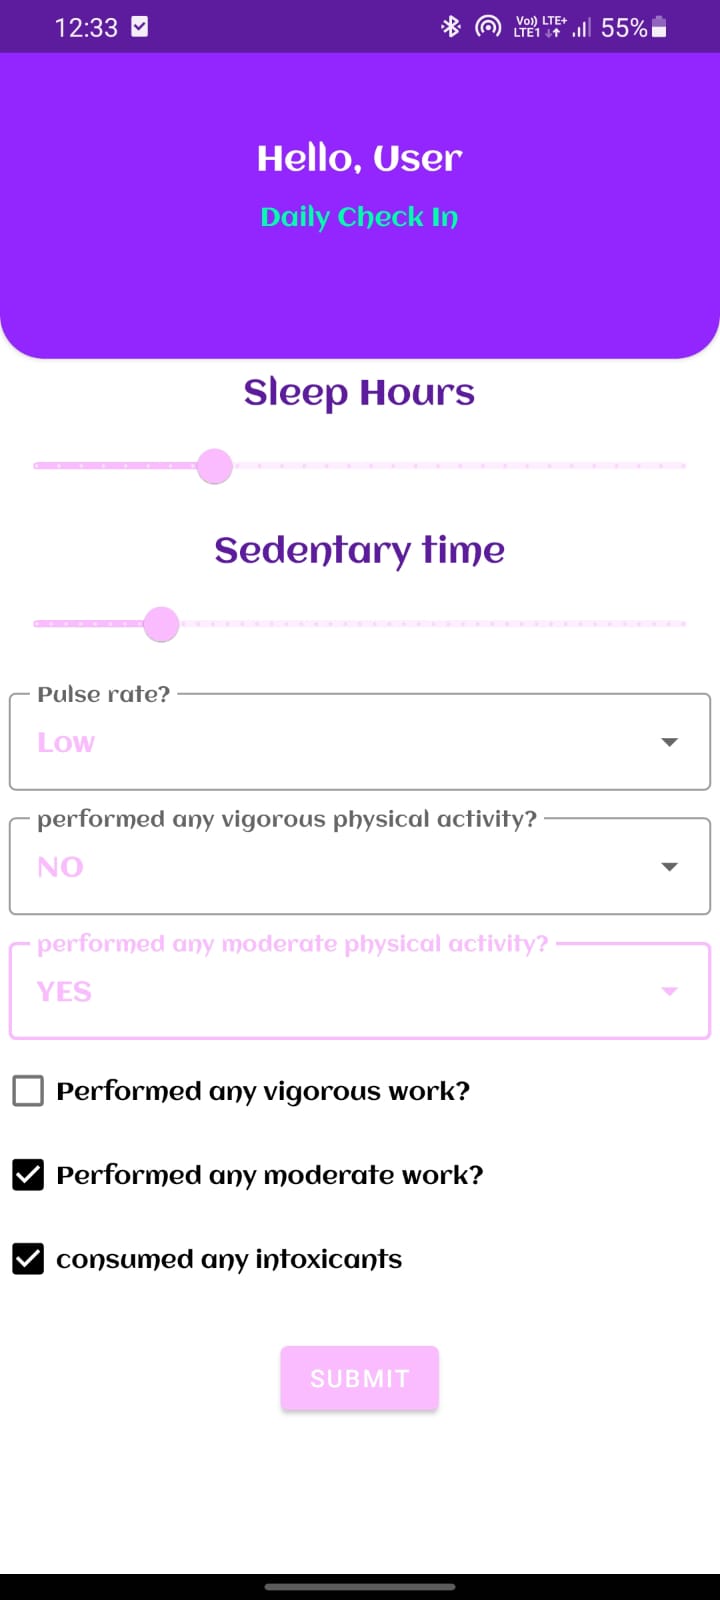 12:33 Vo)) LTE+ LTE1 55%
Hello, User
Daily Check In
Sleep Hours
Sedentary time
Pulse rate?
Low
performed any vigorous physical activity?
NO
performed any moderate physical activity?
YES
Performed any vigorous work?
Performed any moderate work?
consumed any intoxicants
SUBMIT